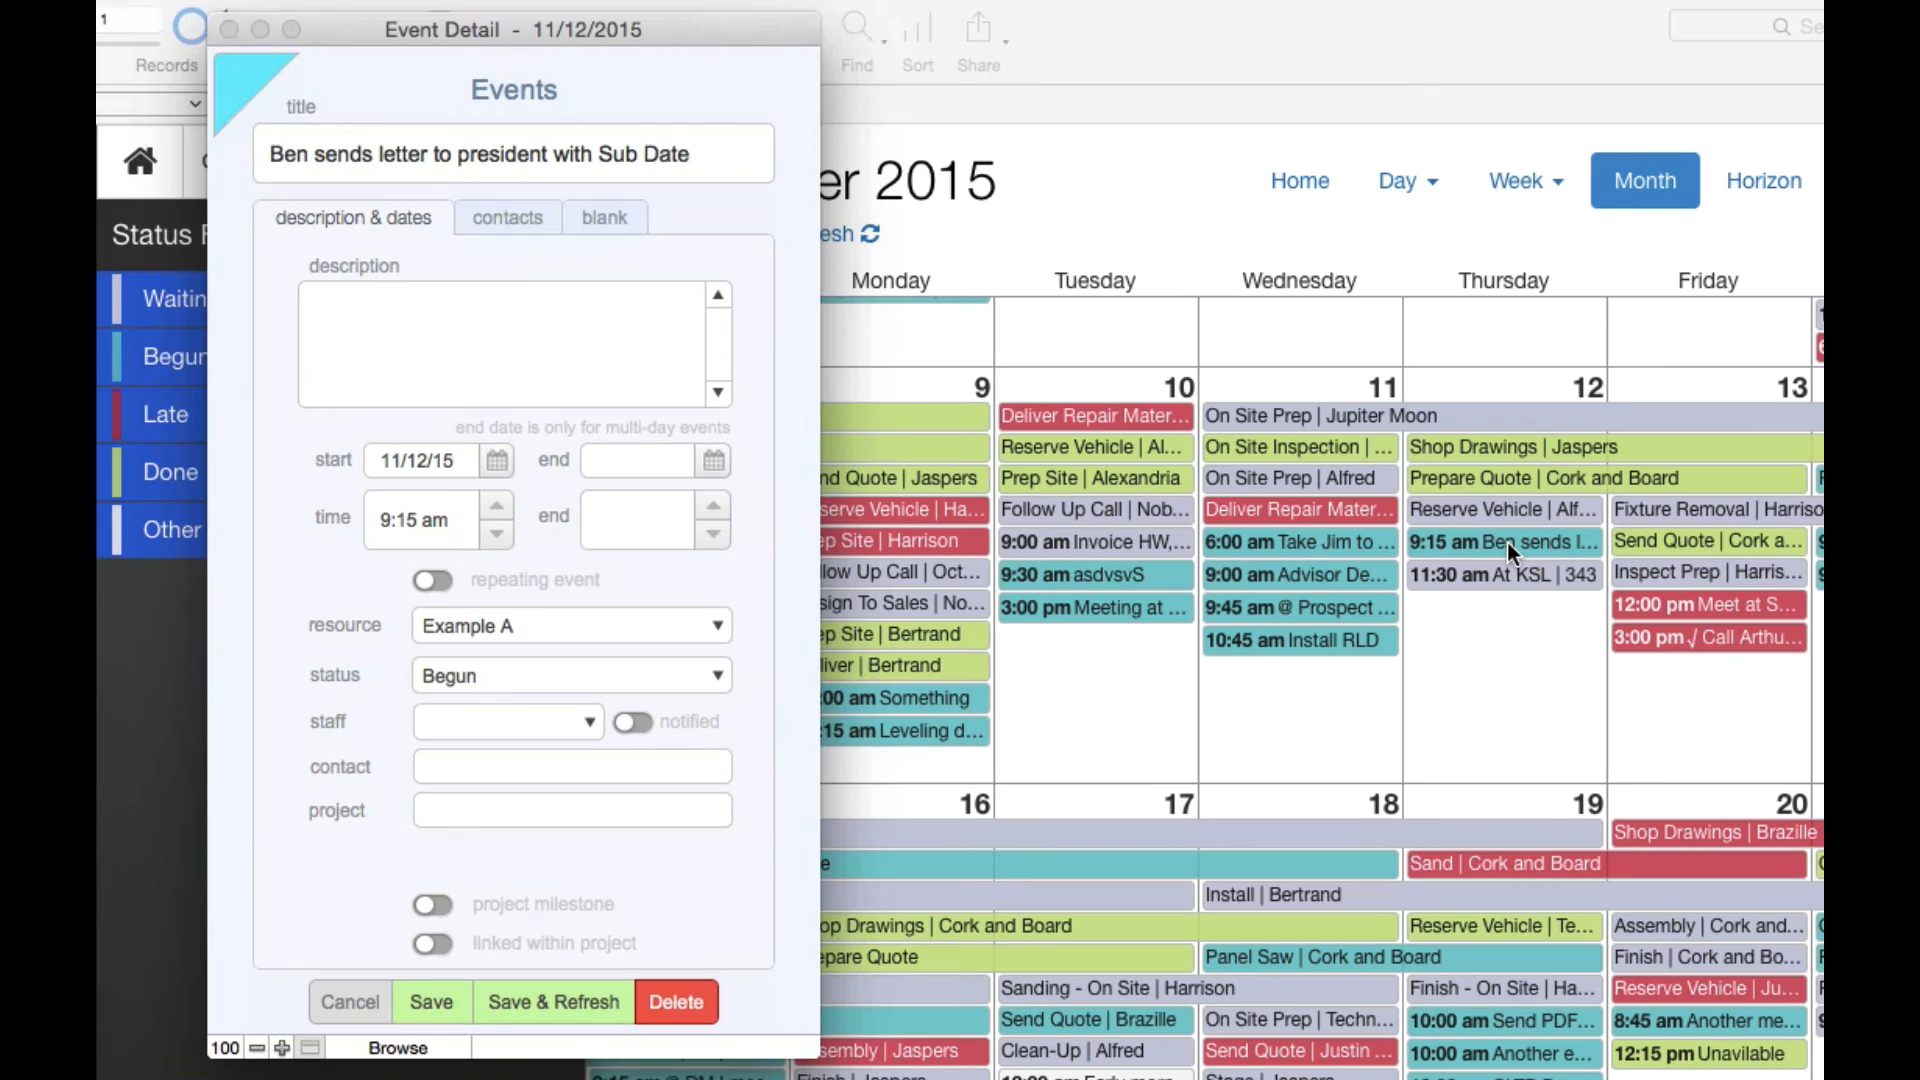 1
Event Detail - 11/12/2015
Records
Find
Sort
Share
Events
title
Ben sends letter to president with Sub Date
description & dates
contacts
blank
description
end date is only for multi-day events
start
11/12/15
end
time
9:15 am
end
repeating event
resource
Example A
status
Begun
staff
notified
contact
project
project milestone
linked within project
Cancel
Save
Save & Refresh
Delete
100
Browse
Status
Waitin
Begun
Late
Done
Other
er 2015
esh
Home
Day
Week
Month
Horizon
Monday
Tuesday
Wednesday
Thursday
Friday
9
10
11
12
13
nd Quote | Jaspers
serve Vehicle | Ha...
ep Site | Harrison
llow Up Call | Oct...
sign To Sales | No...
ep Site | Bertrand
liver | Bertrand
:00 am Something
:15 am Leveling d...
Deliver Repair Mater...
Reserve Vehicle | Al...
Prep Site | Alexandria
Follow Up Call | Nob...
9:00 am Invoice HW,...
9:30 am asdvsvS
3:00 pm Meeting at ...
On Site Prep | Jupiter Moon
On Site Inspection | ...
On Site Prep | Alfred
Deliver Repair Mater...
6:00 am Take Jim to ...
9:00 am Advisor De...
9:45 am @ Prospect ...
10:45 am Install RLD
Shop Drawings | Jaspers
Prepare Quote | Cork and Board
Reserve Vehicle | Alf...
9:15 am Ben sends l...
11:30 am At KSL | 343
Fixture Removal | Harriso
Send Quote | Cork a...
Inspect Prep | Harris...
12:00 pm Meet at S...
3:00 pm √ Call Arthu...
16
17
18
19
20
e
op Drawings | Cork and Board
epare Quote
sembly | Jaspers
Finish | Jaspers
Sanding - On Site | Harrison
Send Quote | Brazille
Clean-Up | Alfred
Install | Bertrand
Panel Saw | Cork and Board
On Site Prep | Techn...
Send Quote | Justin ...
Stage | Jaspers
Sand | Cork and Board
Reserve Vehicle | Te...
Finish - On Site | Ha...
10:00 am Send PDF...
10:00 am Another e...
Shop Drawings | Brazille
Assembly | Cork and...
Finish | Cork and Bo...
Reserve Vehicle | Ju...
8:45 am Another me...
12:15 pm Unavailable